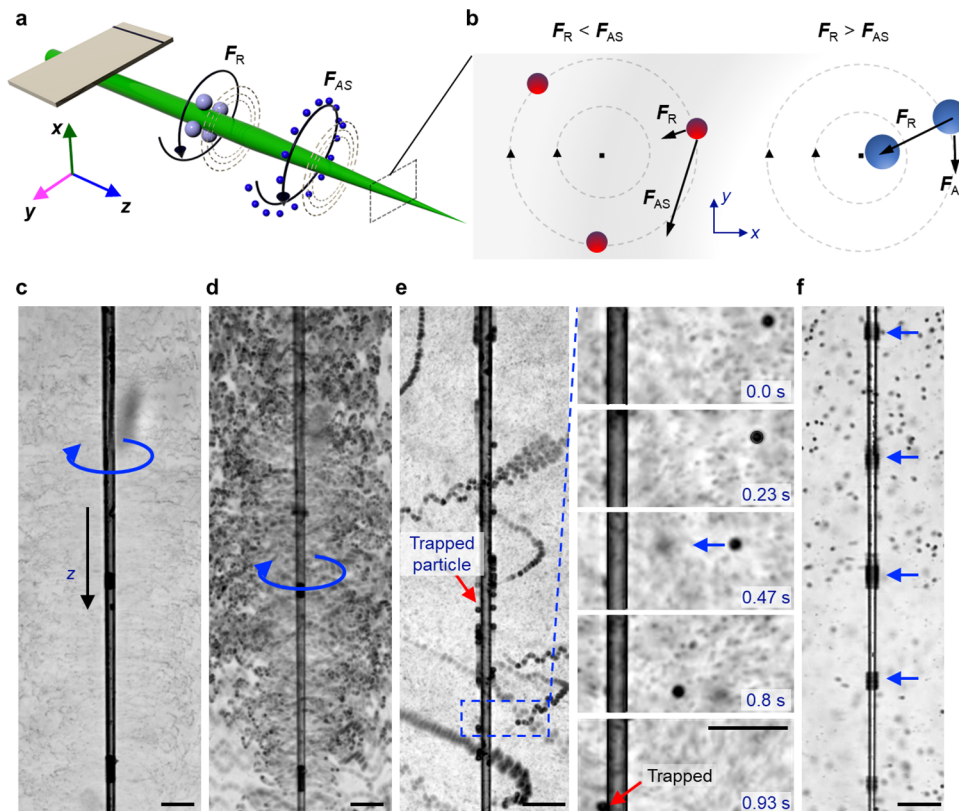 a
F_R
F_AS
x
y
z
b
F_R < F_AS
F_R > F_AS
F_R
F_AS
y
x
F_R
F_A
c
z
d
e
Trapped
particle
0.0 s
0.23 s
0.47 s
0.8 s
Trapped
0.93 s
f